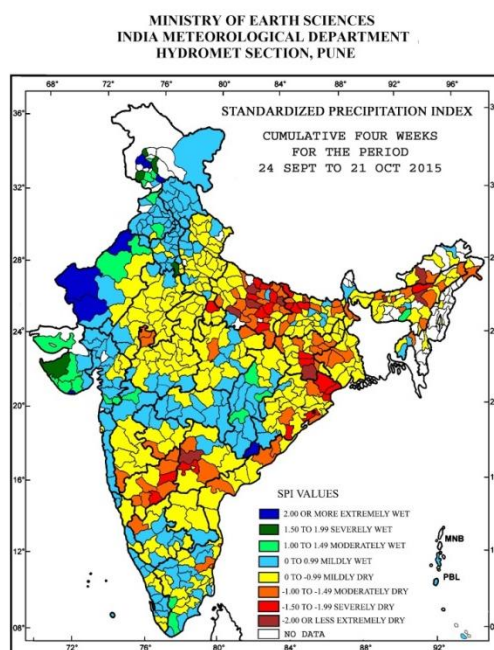 MINISTRY OF EARTH SCIENCES
INDIA METEOROLOGICAL DEPARTMENT
HYDROMET SECTION, PUNE
68° 72° 76° 80° 84° 88° 92° 96°
STANDARDIZED PRECIPITATION INDEX
CUMULATIVE FOUR WEEKS
FOR THE PERIOD
24 SEPT TO 21 OCT 2015
36°
32°
28°
24°
20°
16°
12°
08°
SPI VALUES
2.00 OR MORE EXTREMELY WET
1.50 TO 1.99 SEVERELY WET
1.00 TO 1.49 MODERATELY WET
0 TO 0.99 MILDLY WET
0 TO -0.99 MILDLY DRY
-1.00 TO -1.49 MODERATELY DRY
-1.50 TO -1.99 SEVERELY DRY
-2.00 OR LESS EXTREMELY DRY
NO DATA
MNB
PBL
72° 76° 80° 84° 88° 92°